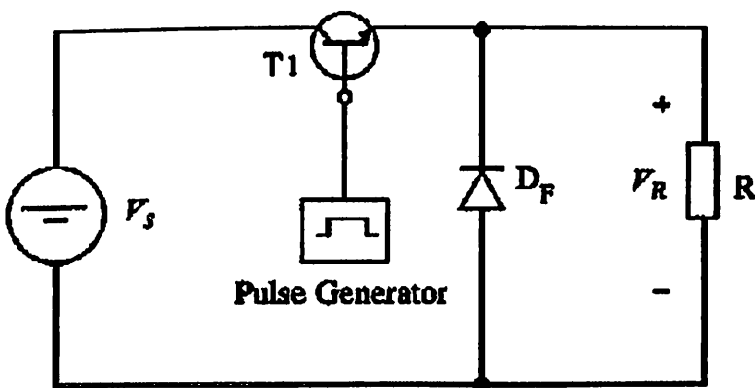 T1
+
V_s
D_F
V_R
R
Pulse Generator
−